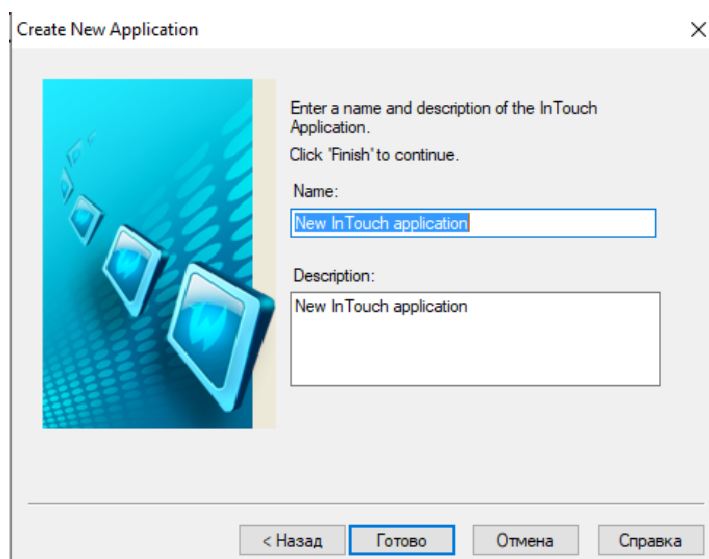 Create New Application
Enter a name and description of the InTouch
Application.
Click 'Finish' to continue.
Name:
New InTouch application
Description:
New InTouch application
< Назад
Готово
Отмена
Справка